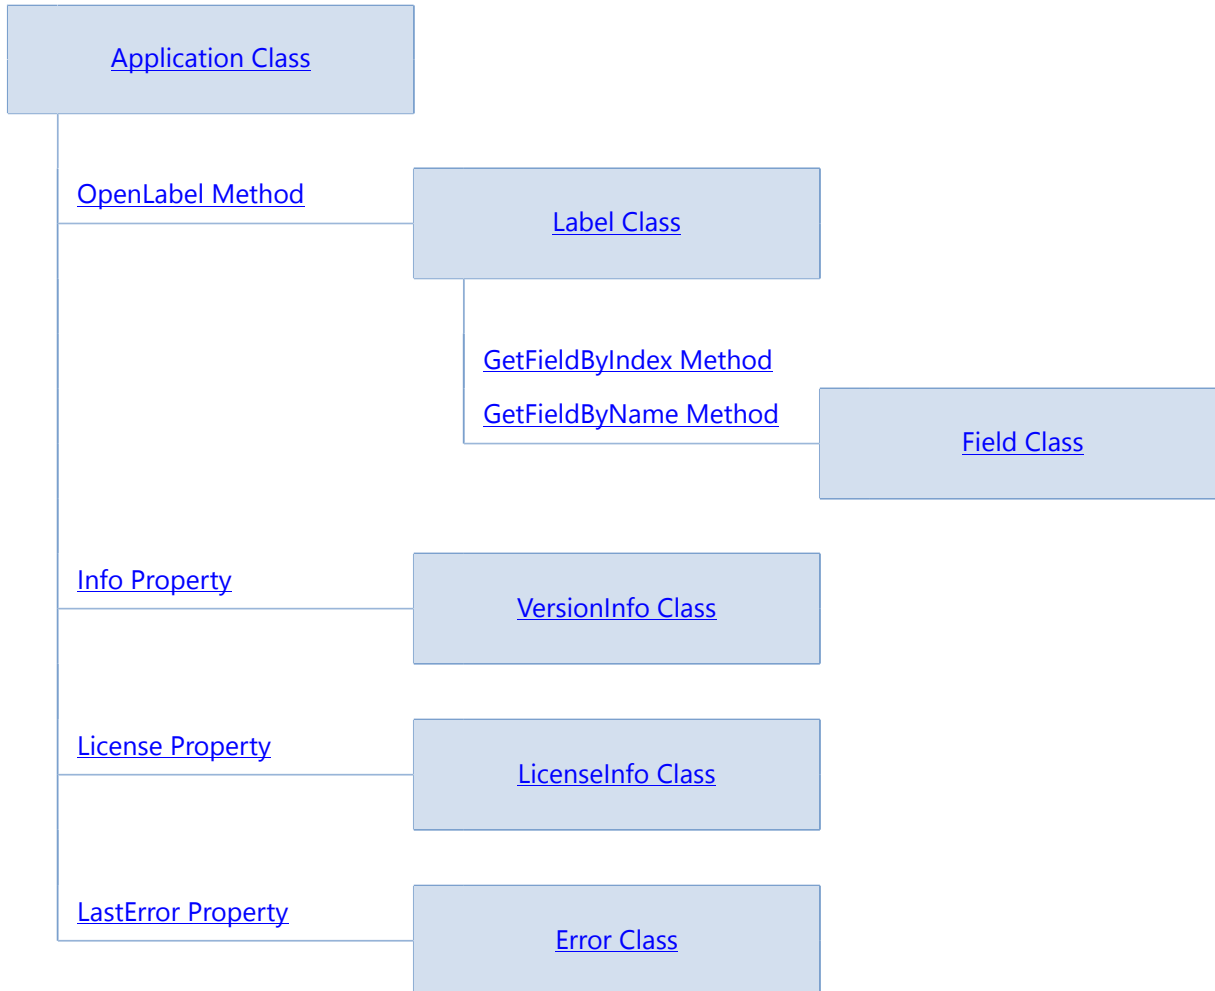 Application Class
OpenLabel Method
Label Class
GetFieldByIndex Method
GetFieldByName Method
Field Class
Info Property
VersionInfo Class
License Property
LicenseInfo Class
LastError Property
Error Class